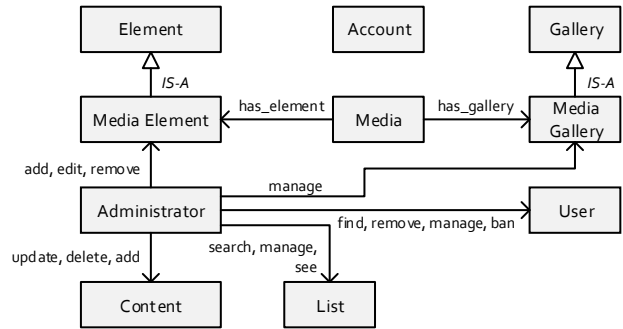 Element
Account
Gallery
IS-A
IS-A
has_element
has_gallery
Media Element
Media
Media
Gallery
add, edit, remove
manage
Administrator
User
find, remove, manage, ban
update, delete, add
search, manage,
see
Content
List